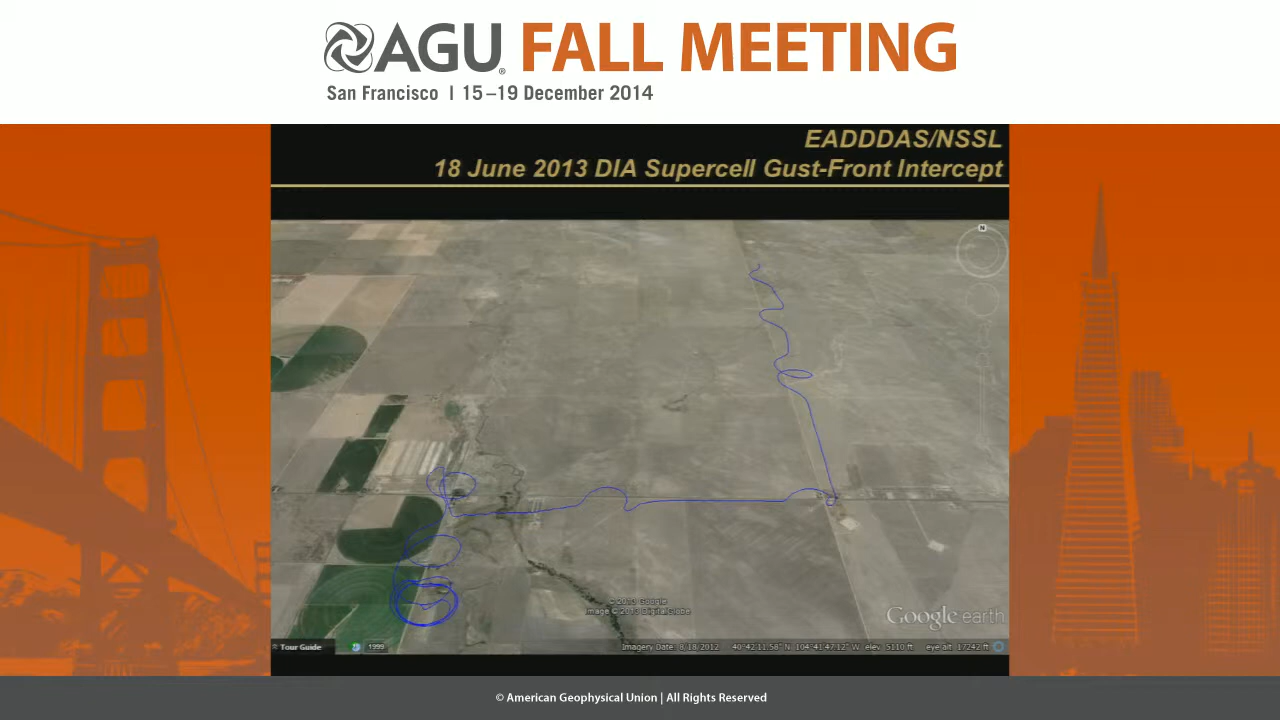 AGU® FALL MEETING
San Francisco | 15–19 December 2014
EADDDAS/NSSL
18 June 2013 DIA Supercell Gust-Front Intercept
N
© 2013 Google
Image © 2013 DigitalGlobe
Google earth
Tour Guide 1999 Imagery Date: 8/18/2012 40°42'11.58" N 104°41'47.12" W elev 5110 ft eye alt 17242 ft
© American Geophysical Union | All Rights Reserved